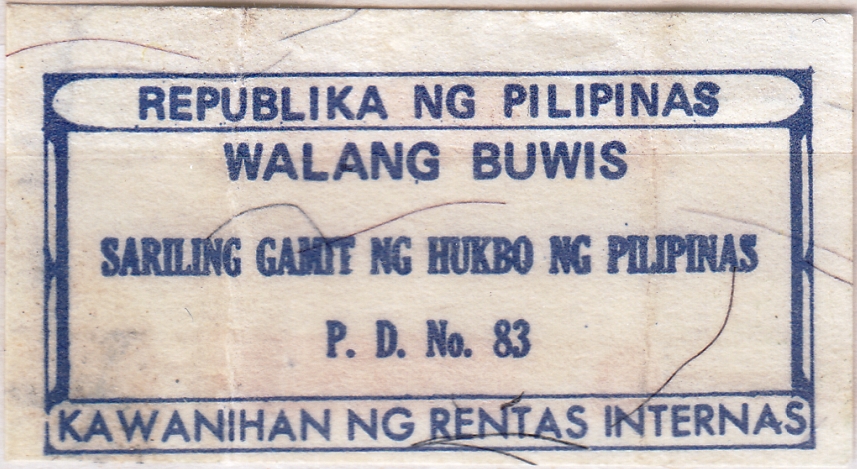 REPUBLIKA NG PILIPINAS
WALANG BUWIS
SARILING GAMIT NG HUKBO NG PILIPINAS
P. D. No. 83
KAWANIHAN NG RENTAS INTERNAS